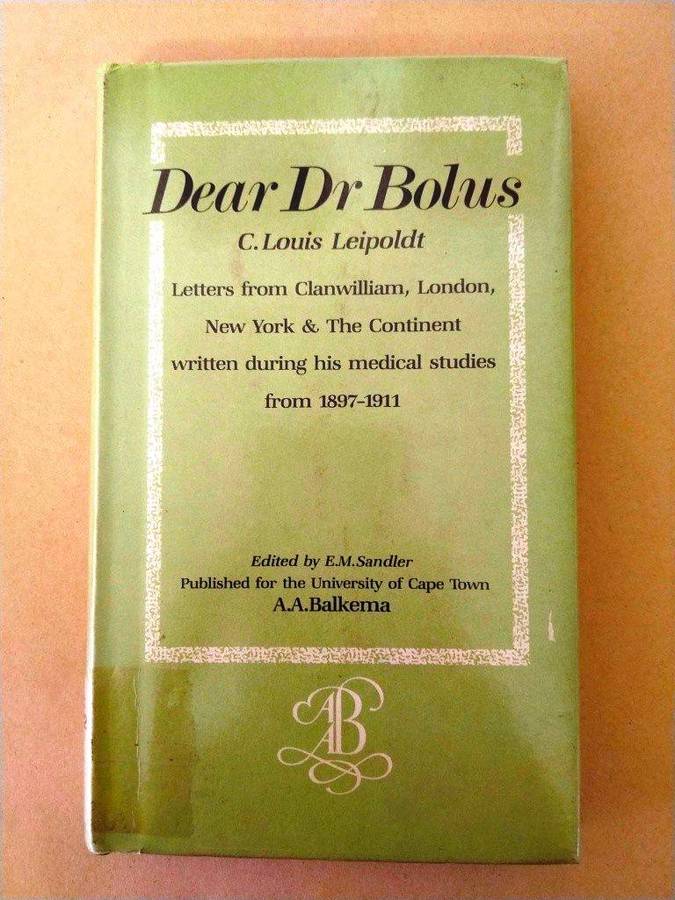 Dear Dr Bolus
C.Louis Leipoldt
Letters from Clanwilliam, London,
New York & The Continent
written during his medical studies
from 1897-1911
Edited by E.M.Sandler
Published for the University of Cape Town
A.A.Balkema
AAB